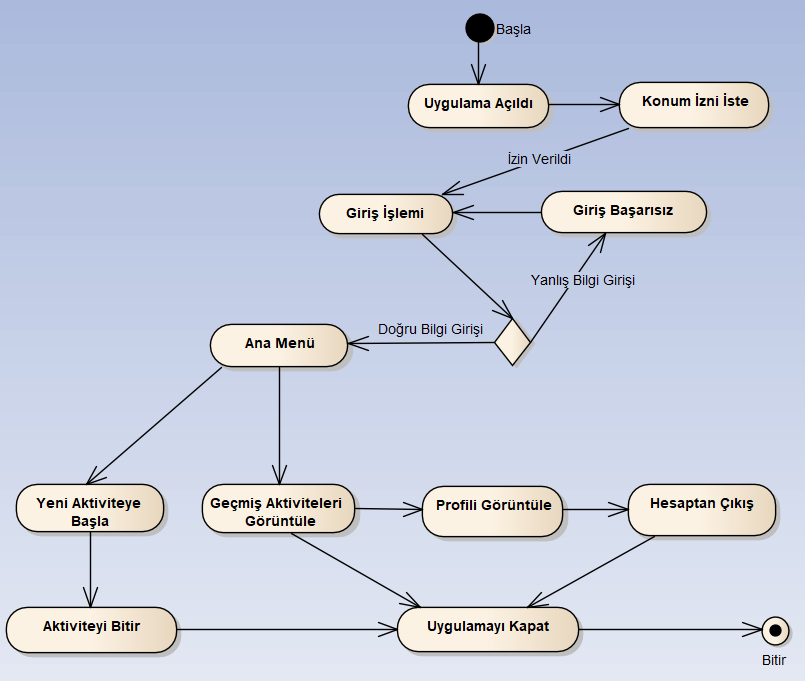 Başla
Uygulama Açıldı
Konum İzni İste
İzin Verildi
Giriş İşlemi
Giriş Başarısız
Yanlış Bilgi Girişi
Doğru Bilgi Girişi
Ana Menü
Yeni Aktiviteye
Başla
Geçmiş Aktiviteleri
Görüntüle
Profili Görüntüle
Hesaptan Çıkış
Aktiviteyi Bitir
Uygulamayı Kapat
Bitir